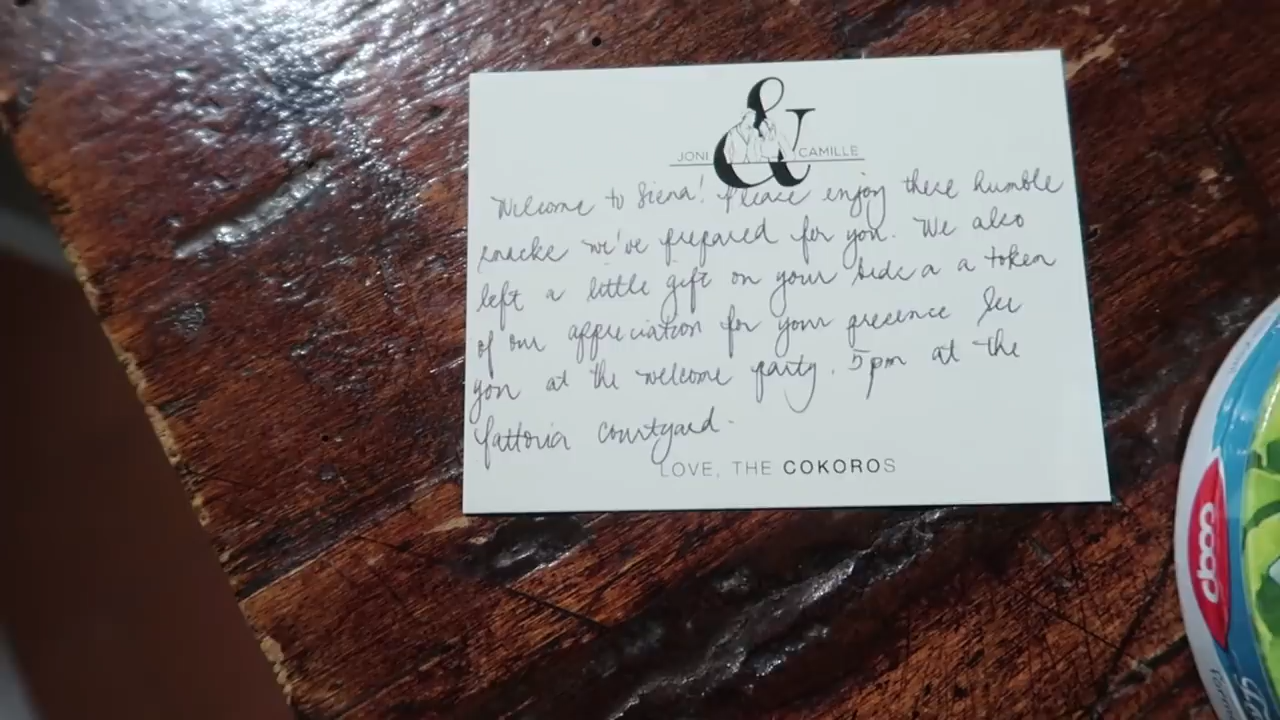 JONI & CAMILLE
Welcome to Siena! Please enjoy these humble
snacks we've prepared for you. We also
left a little gift on your side a a token
of our appreciation for your presence See
you at the welcome party. 5pm at the
fattoria courtyard.
LOVE, THE COKOROS
coop